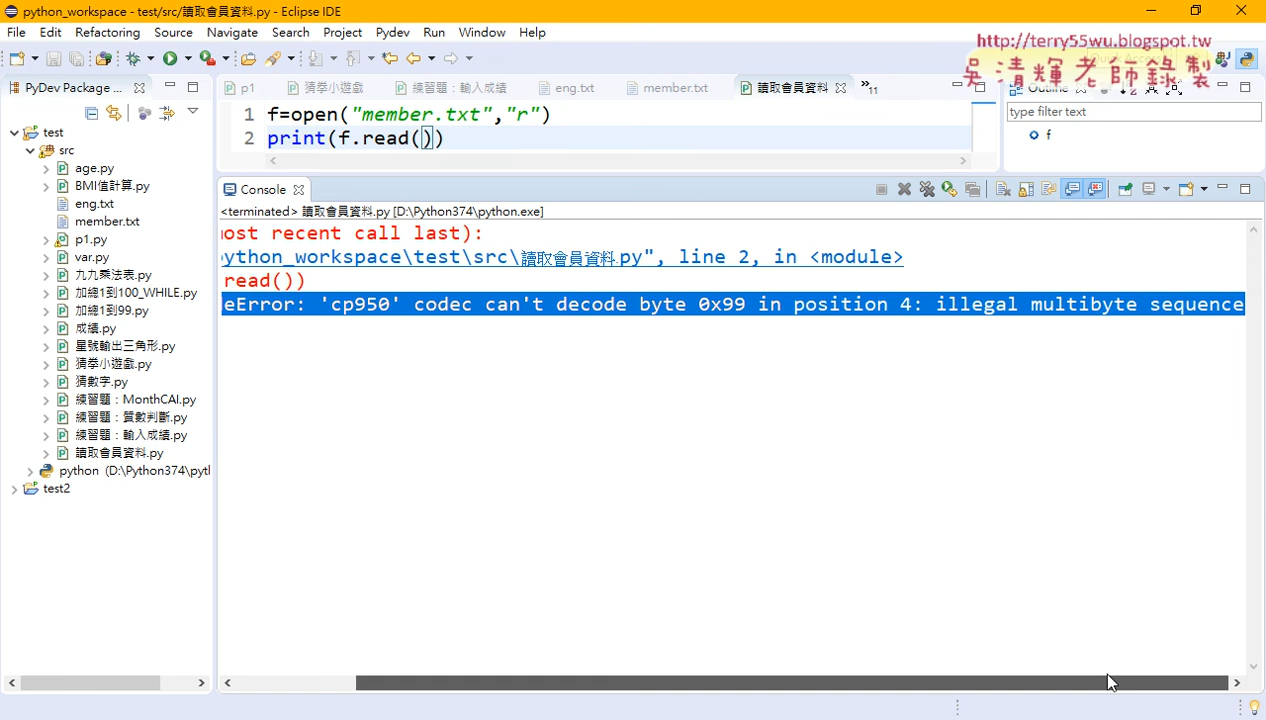 python_workspace - test/src/讀取會員資料.py - Eclipse IDE
File Edit Refactoring Source Navigate Search Project Pydev Run Window Help
http://terry55wu.blogspot.tw
吳清輝老師錄製
PyDev Package ...
p1 猜拳小遊戲 練習題：輸入成績 eng.txt member.txt 讀取會員資料 »11
Outline
type filter text
f
1 f=open("member.txt","r")
2 print(f.read())
test
src
age.py
BMI值計算.py
eng.txt
member.txt
p1.py
var.py
九九乘法表.py
加總1到100_WHILE.py
加總1到99.py
成績.py
星號輸出三角形.py
猜拳小遊戲.py
猜數字.py
練習題：MonthCAl.py
練習題：質數判斷.py
練習題：輸入成績.py
讀取會員資料.py
python (D:\Python374\pytl
test2
Console
<terminated> 讀取會員資料.py [D:\Python374\python.exe]
most recent call last):
ython_workspace\test\src\讀取會員資料.py", line 2, in <module>
read())
eError: 'cp950' codec can't decode byte 0x99 in position 4: illegal multibyte sequence